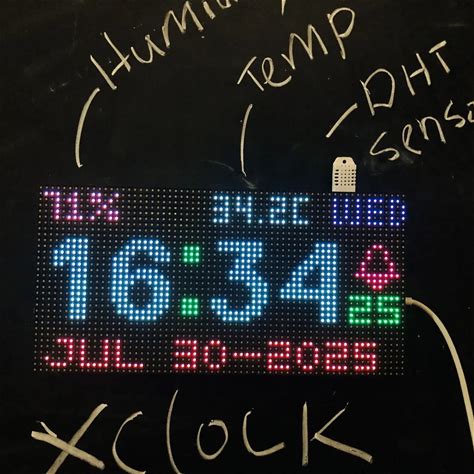 Temp
DHT
71% 34.2C WED
16:34
25
JUL 30-2025
XClOCK